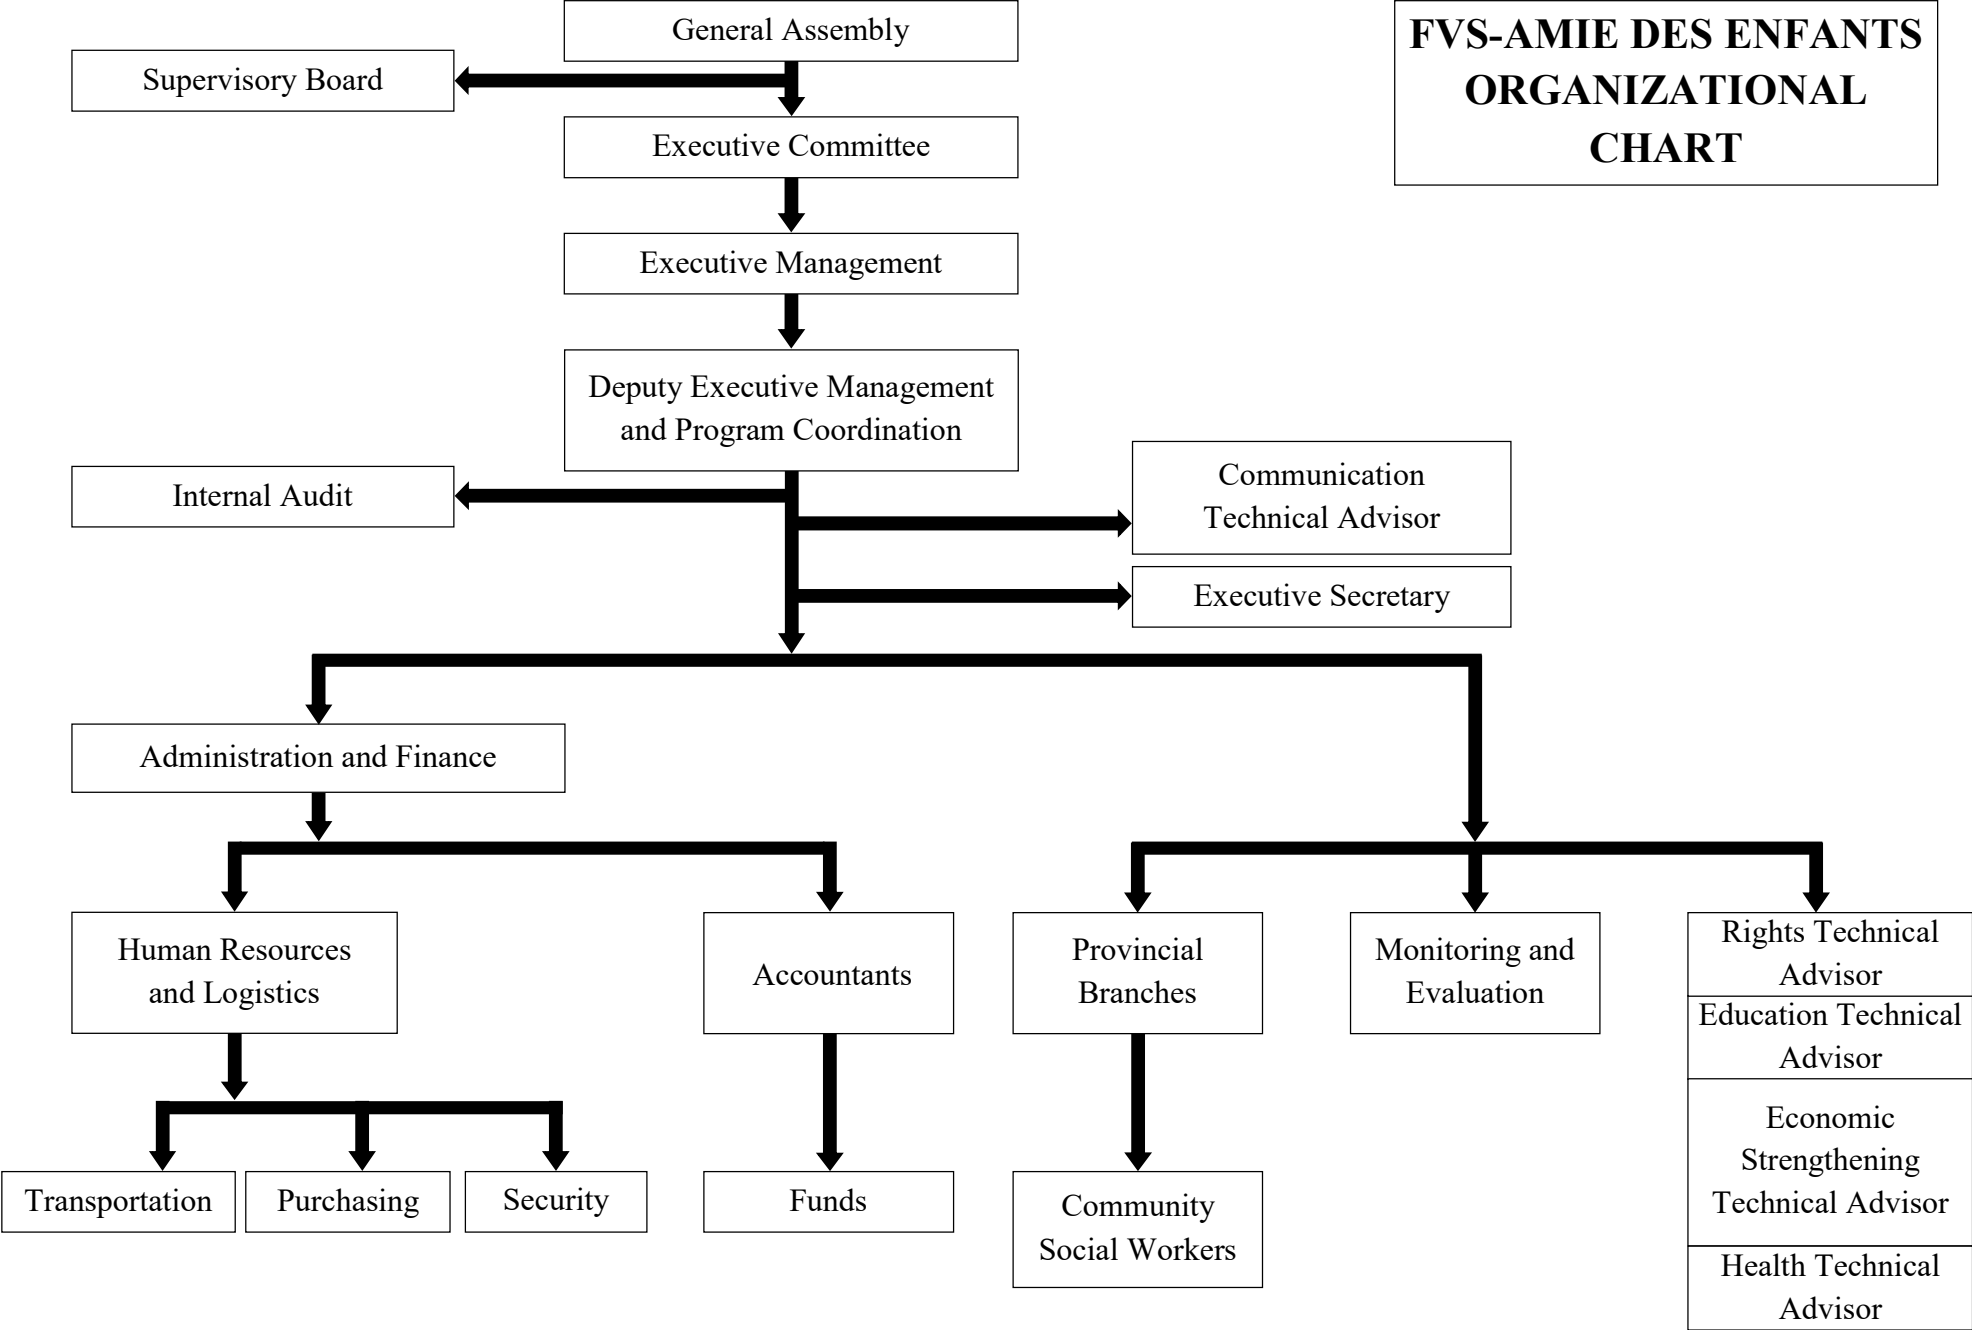 General Assembly
FVS-AMIE DES ENFANTS
ORGANIZATIONAL
CHART
Supervisory Board
Executive Committee
Executive Management
Deputy Executive Management
and Program Coordination
Internal Audit
Communication
Technical Advisor
Executive Secretary
Administration and Finance
Human Resources
and Logistics
Accountants
Provincial
Branches
Monitoring and
Evaluation
Rights Technical
Advisor
Education Technical
Advisor
Economic
Strengthening
Technical Advisor
Health Technical
Advisor
Transportation
Purchasing
Security
Funds
Community
Social Workers